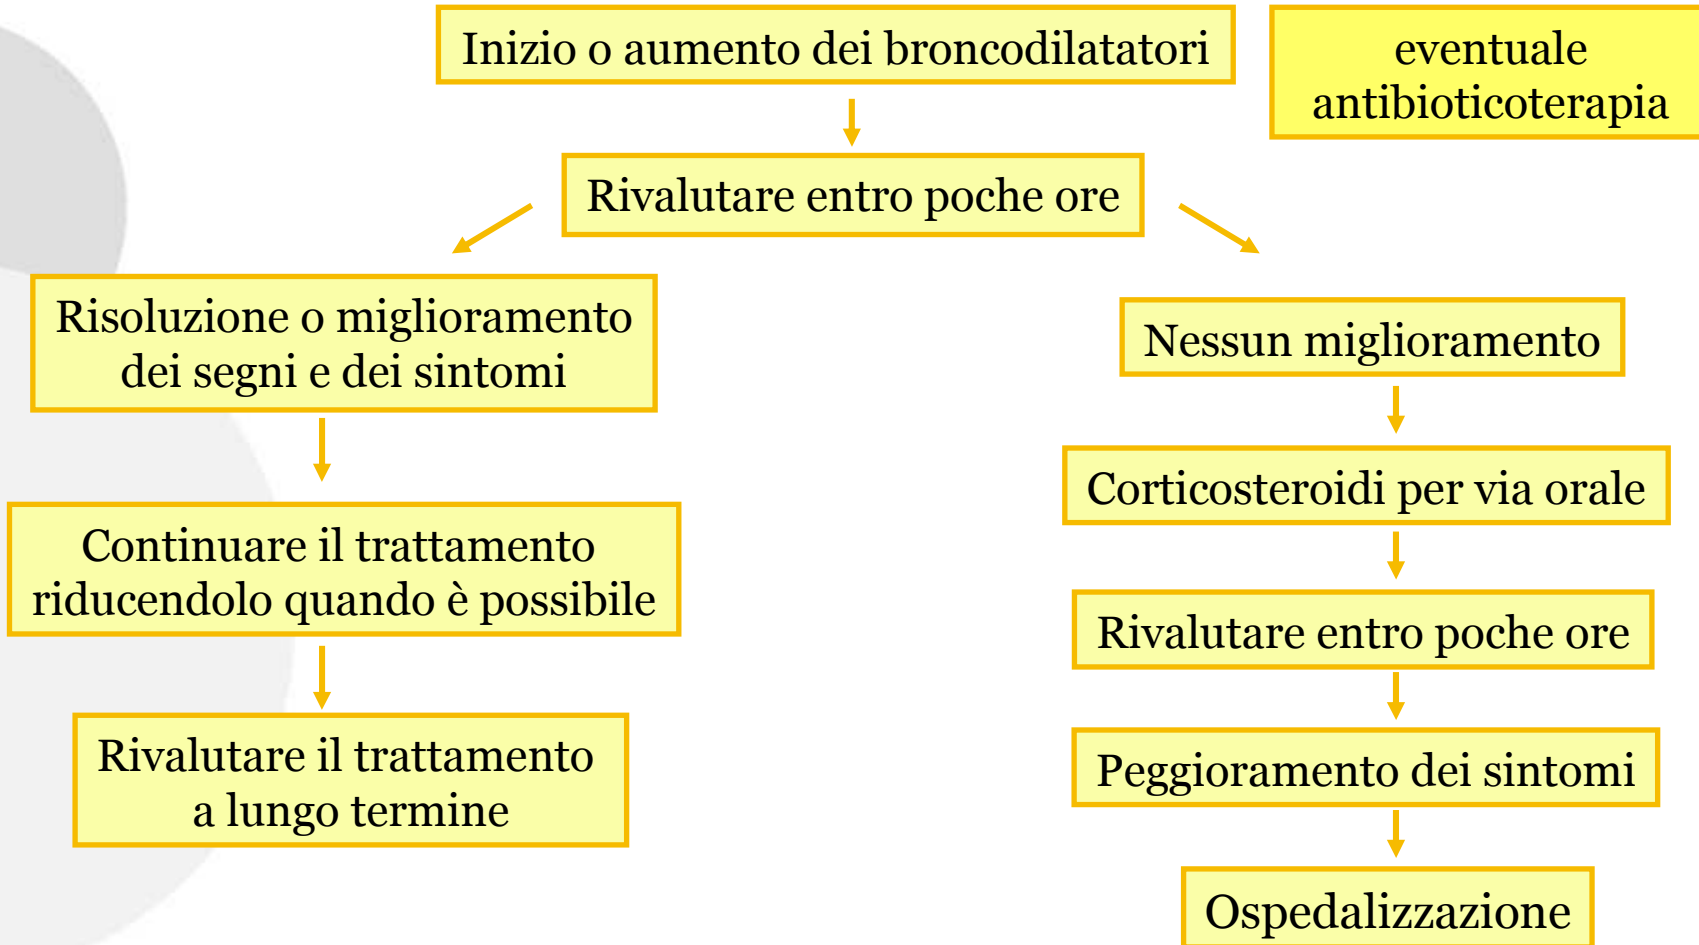 Inizio o aumento dei broncodilatatori
eventuale
antibioticoterapia
Rivalutare entro poche ore
Risoluzione o miglioramento
dei segni e dei sintomi
Nessun miglioramento
Continuare il trattamento
riducendolo quando è possibile
Corticosteroidi per via orale
Rivalutare entro poche ore
Rivalutare il trattamento
a lungo termine
Peggioramento dei sintomi
Ospedalizzazione